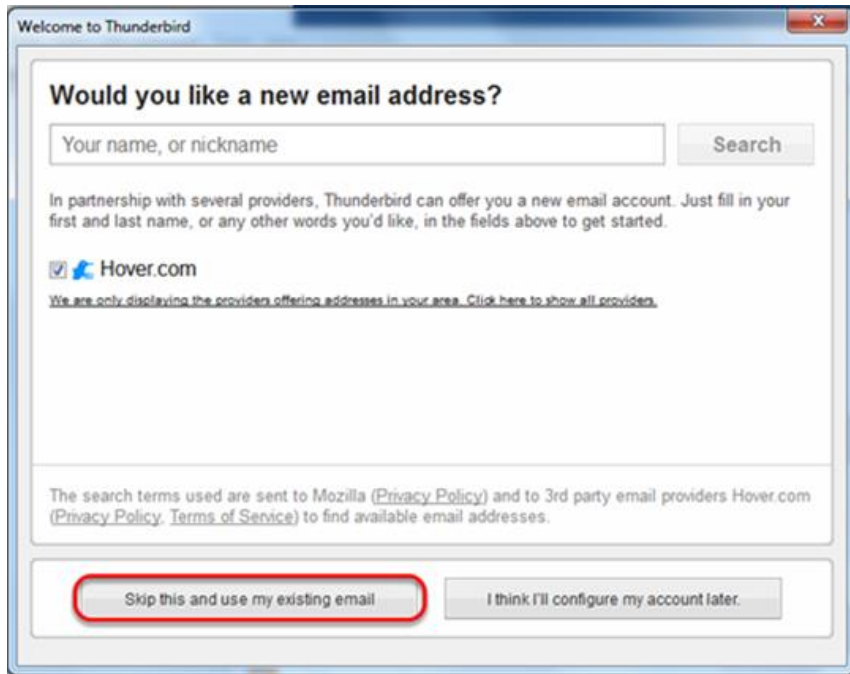 Welcome to Thunderbird
Would you like a new email address?
Your name, or nickname
Search
In partnership with several providers, Thunderbird can offer you a new email account. Just fill in your
first and last name, or any other words you'd like, in the fields above to get started.
Hover.com
We are only displaying the providers offering addresses in your area. Click here to show all providers.
The search terms used are sent to Mozilla (Privacy Policy) and to 3rd party email providers Hover.com
(Privacy Policy, Terms of Service) to find available email addresses.
Skip this and use my existing email
I think I'll configure my account later.